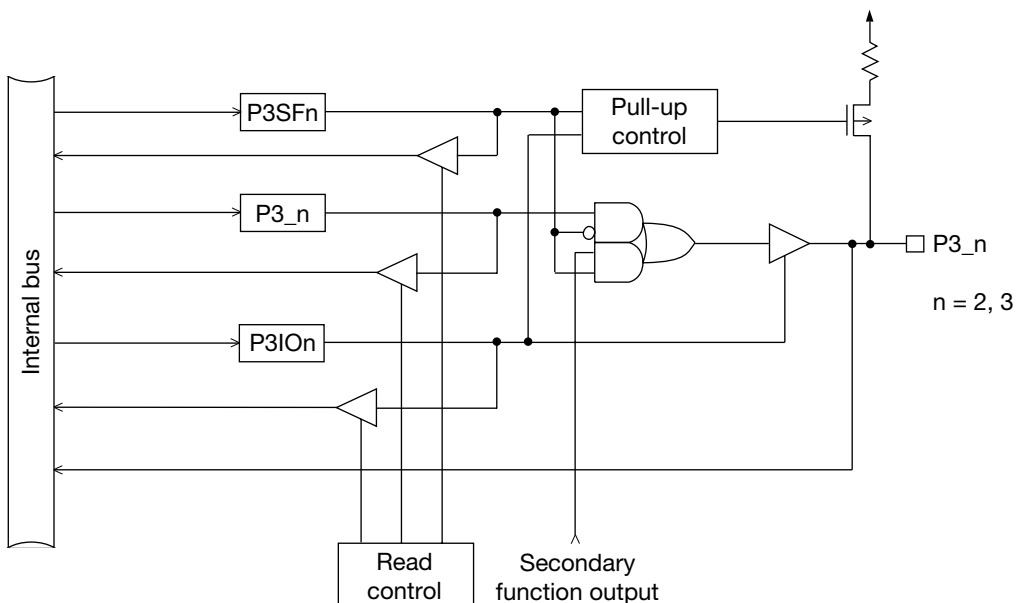 P3SFn
Pull-up
control
P3_n
P3_n
Internal bus
n = 2, 3
P3IOn
Read
control
Secondary
function output